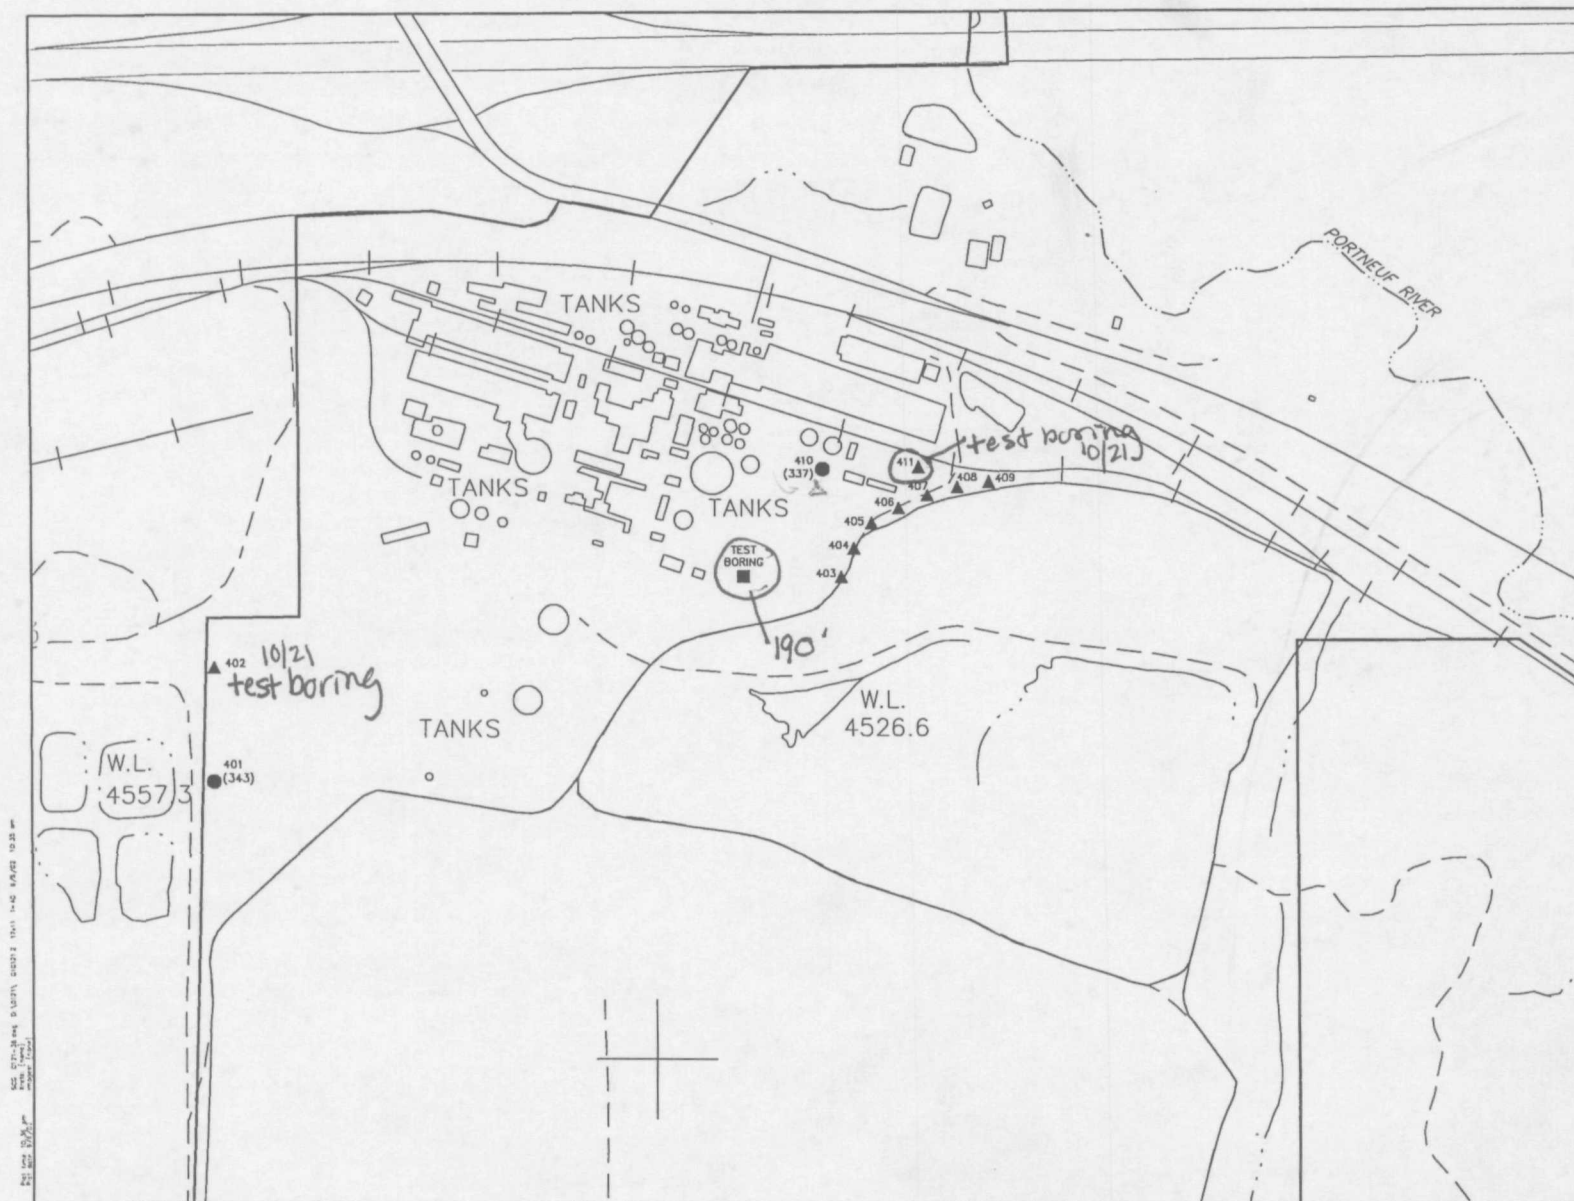 PORTNEUF RIVER
TANKS
test boring
10/21
411
410
(337)
409
408
407
406
405
404
403
TANKS
TANKS
TEST
BORING
190'
402
10/21
test boring
TANKS
W.L.
4526.6
W.L.
4557.3
401
(343)